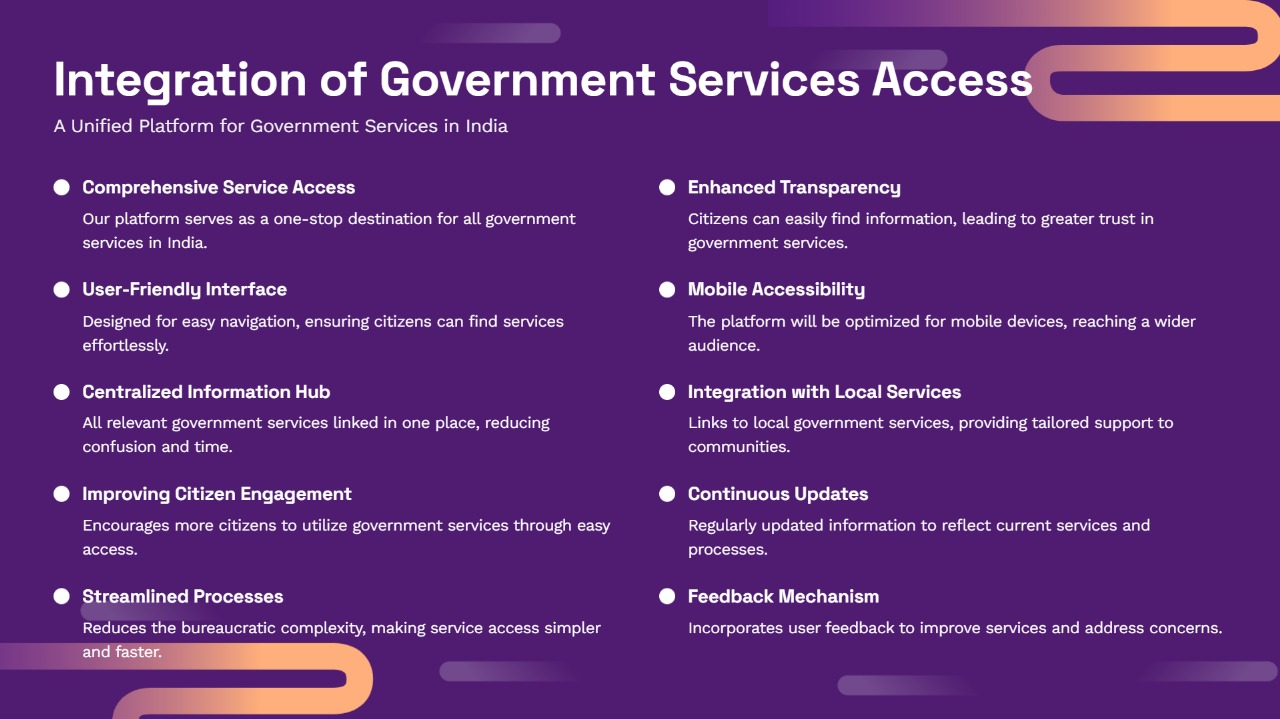 Integration of Government Services Access
A Unified Platform for Government Services in India
Comprehensive Service Access
Our platform serves as a one-stop destination for all government
services in India.
User-Friendly Interface
Designed for easy navigation, ensuring citizens can find services
effortlessly.
Centralized Information Hub
All relevant government services linked in one place, reducing
confusion and time.
Improving Citizen Engagement
Encourages more citizens to utilize government services through easy
access.
Streamlined Processes
Reduces the bureaucratic complexity, making service access simpler
and faster.
Enhanced Transparency
Citizens can easily find information, leading to greater trust in
government services.
Mobile Accessibility
The platform will be optimized for mobile devices, reaching a wider
audience.
Integration with Local Services
Links to local government services, providing tailored support to
communities.
Continuous Updates
Regularly updated information to reflect current services and
processes.
Feedback Mechanism
Incorporates user feedback to improve services and address concerns.